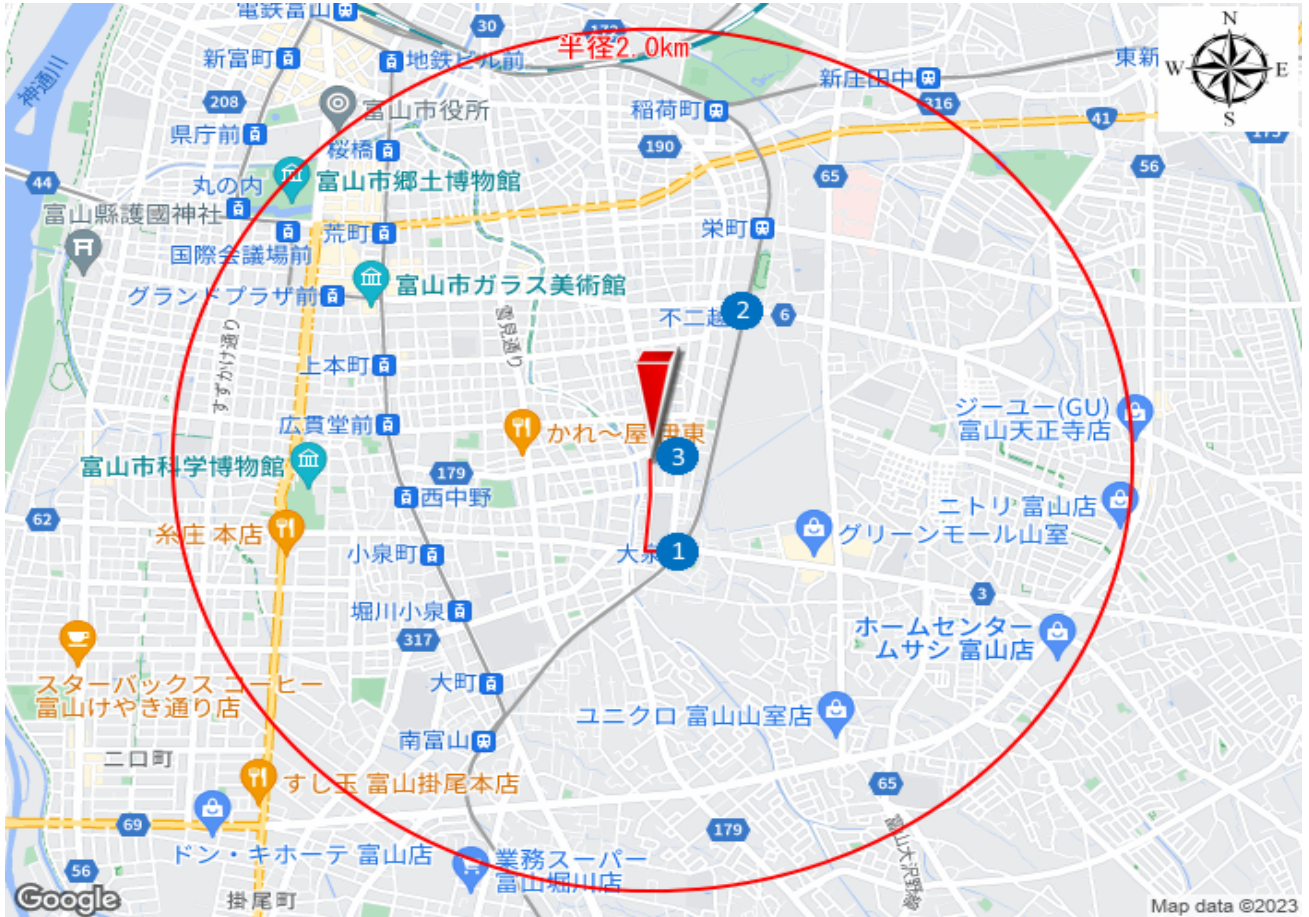 電鉄富山
30
172
半径2.0km
N
W
E
S
新富町
地鉄ビル前
東新
神通川
208
富山市役所
稲荷町
新庄田中
316
41
県庁前
桜橋
190
56
44
丸の内
富山市郷土博物館
65
富山縣護國神社
荒町
栄町
国際会議場前
富山市ガラス美術館
グランドプラザ前
雪見通り
不二越
2
6
すずかけ通り
上本町
広貫堂前
かれ〜屋 伊東
ジーユー(GU)
富山天正寺店
富山市科学博物館
179
3
西中野
ニトリ 富山店
62
糸庄 本店
グリーンモール山室
小泉町
大泉
1
3
堀川小泉
317
ホームセンター
ムサシ 富山店
スターバックス コーヒー
富山けやき通り店
大町
ユニクロ 富山山室店
南富山
二口町
すし玉 富山掛尾本店
65
69
179
富山大沢野線
ドン・キホーテ 富山店
業務スーパー
富山堀川店
56
掛尾町
Google
Map data ©2023